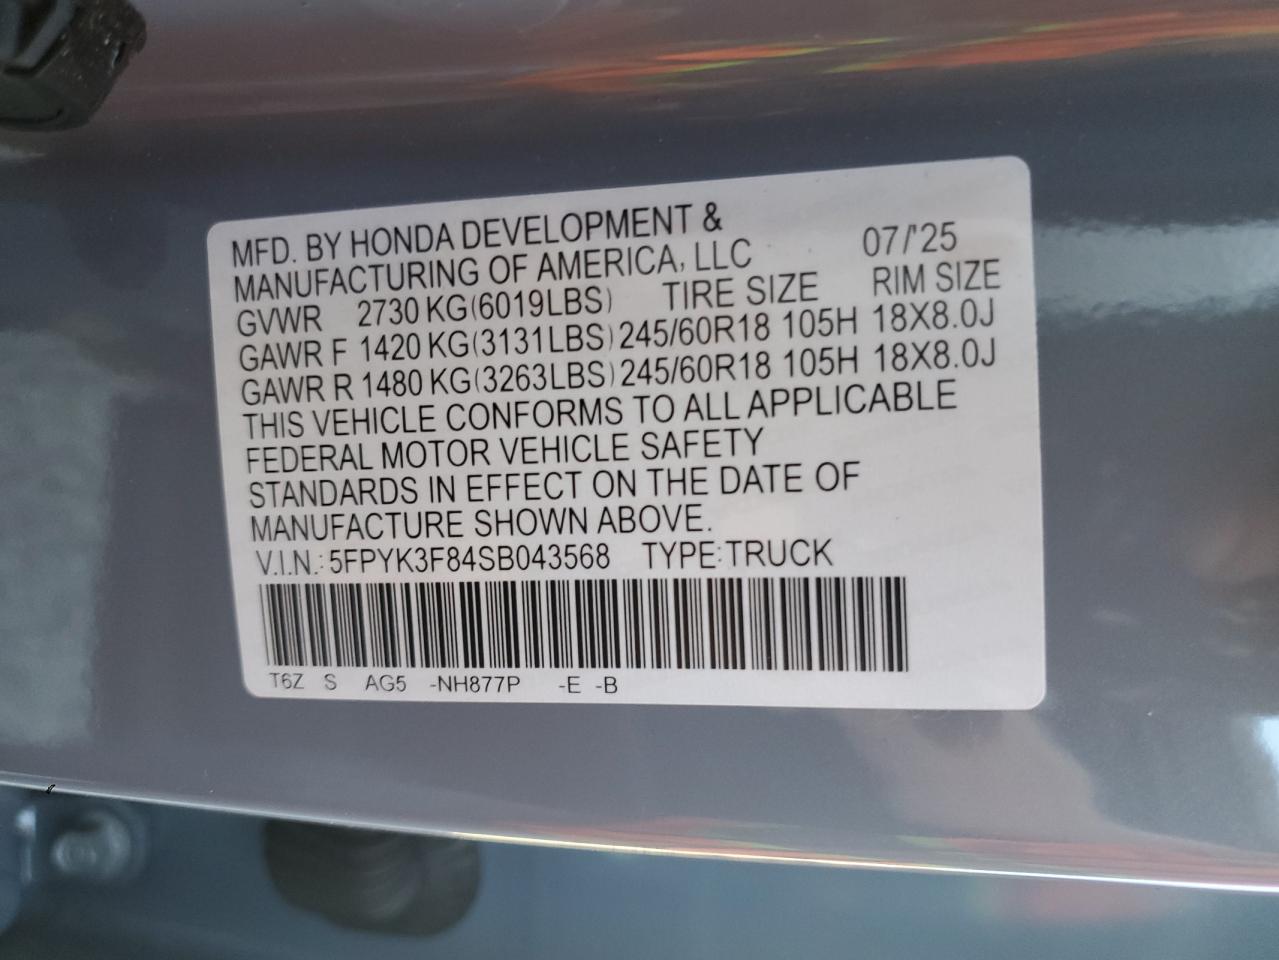 MFD. BY HONDA DEVELOPMENT &
MANUFACTURING OF AMERICA, LLC 07/'25
GVWR 2730 KG(6019LBS) TIRE SIZE RIM SIZE
GAWR F 1420 KG(3131LBS) 245/60R18 105H 18X8.0J
GAWR R 1480 KG(3263LBS) 245/60R18 105H 18X8.0J
THIS VEHICLE CONFORMS TO ALL APPLICABLE
FEDERAL MOTOR VEHICLE SAFETY
STANDARDS IN EFFECT ON THE DATE OF
MANUFACTURE SHOWN ABOVE.
V.I.N.: 5FPYK3F84SB043568 TYPE:TRUCK
T6Z S AG5 -NH877P -E -B